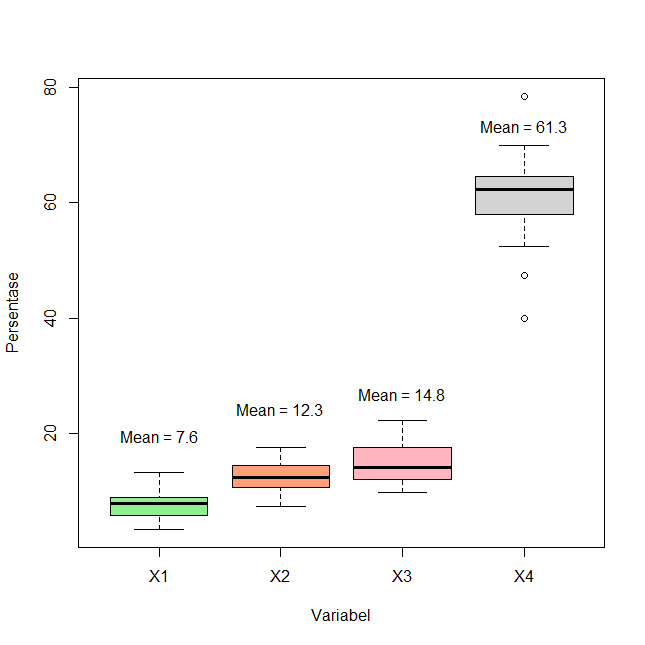 80
60
40
20
Persentase
Mean = 7.6
Mean = 12.3
Mean = 14.8
Mean = 61.3
X1
X2
X3
X4
Variabel